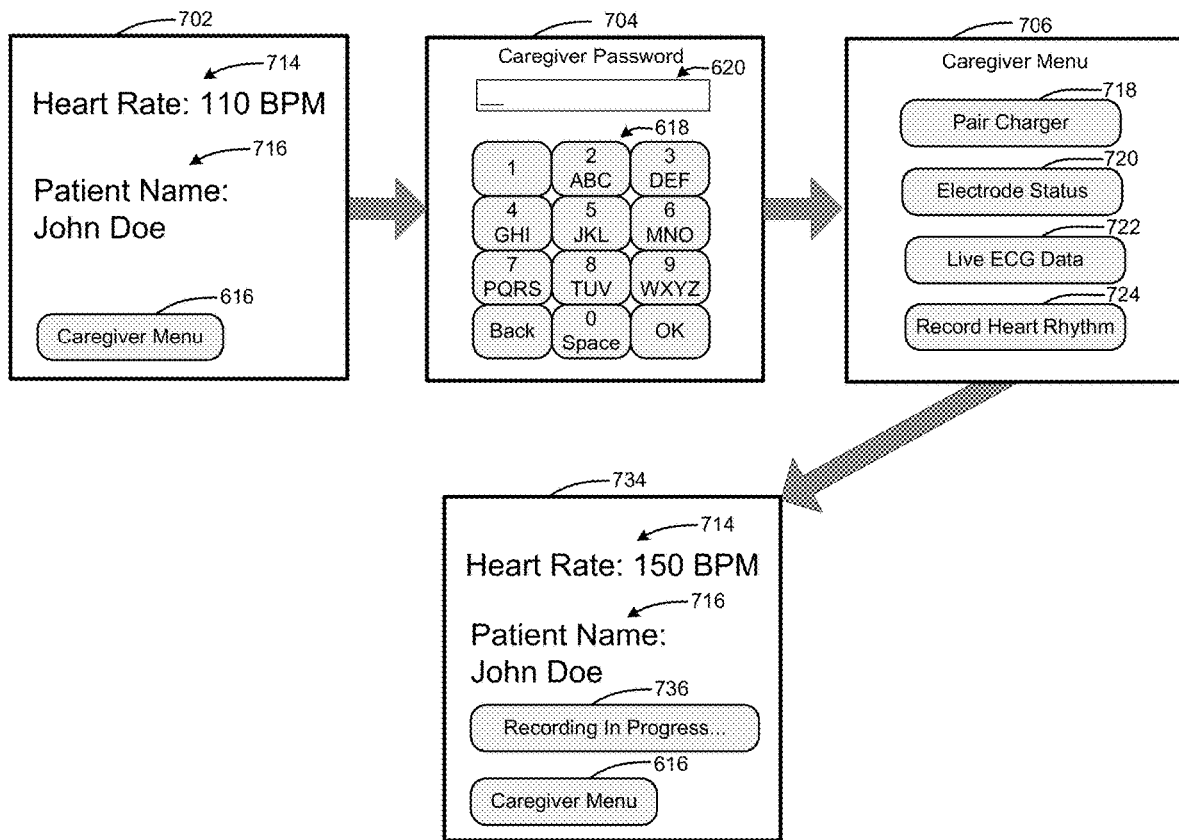 702
714
Heart Rate: 110 BPM
716
Patient Name:
John Doe
616
Caregiver Menu
704
Caregiver Password
620
__
618
1
2
ABC
3
DEF
4
GHI
5
JKL
6
MNO
7
PQRS
8
TUV
9
WXYZ
Back
0
Space
OK
706
Caregiver Menu
718
Pair Charger
720
Electrode Status
722
Live ECG Data
724
Record Heart Rhythm
734
714
Heart Rate: 150 BPM
716
Patient Name:
John Doe
736
Recording In Progress...
616
Caregiver Menu